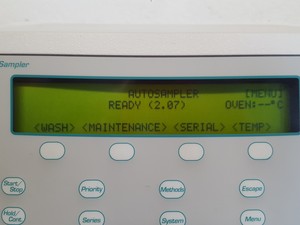 Sampler
AUTOSAMPLER [MENU]
READY (2.07) OVEN:--°C
<WASH> <MAINTENANCE> <SERIAL> <TEMP>
Start/ Stop
Priority
Methods
Escape
Hold/ Cont
Series
System
Menu